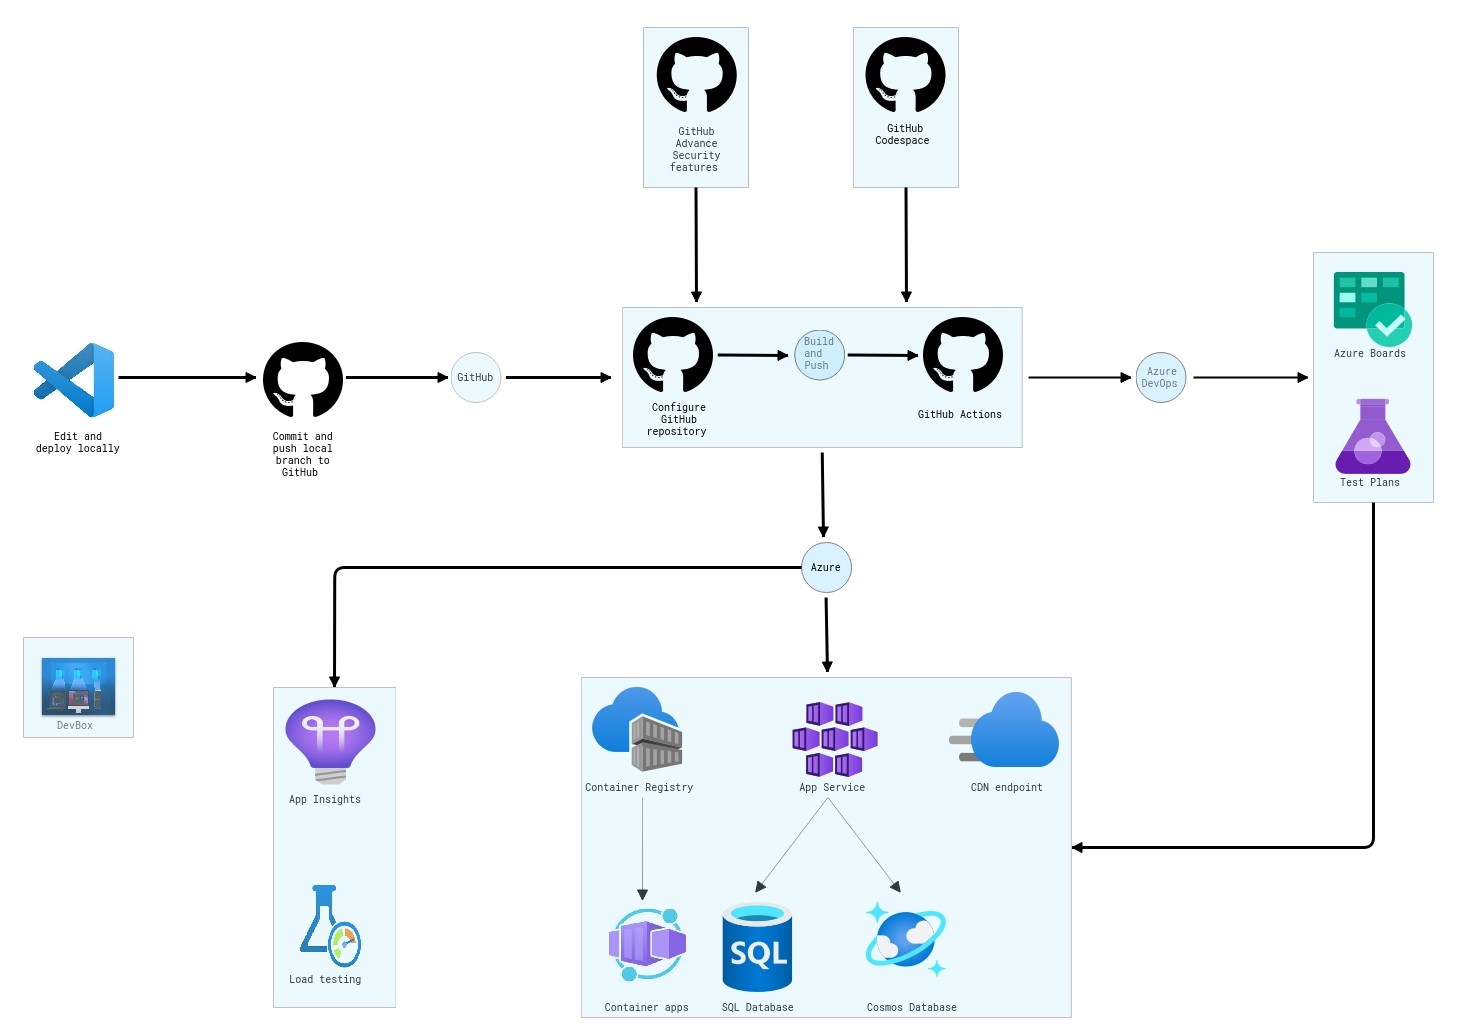 GitHub
Advance
Security
features
GitHub
Codespace
Edit and
deploy locally
Commit and
push local
branch to
GitHub
GitHub
Configure
GitHub
repository
Build
and
Push
GitHub Actions
Azure
DevOps
Azure Boards
Test Plans
Azure
DevBox
App Insights
Load testing
Container Registry
App Service
CDN endpoint
SQL
Container apps
SQL Database
Cosmos Database